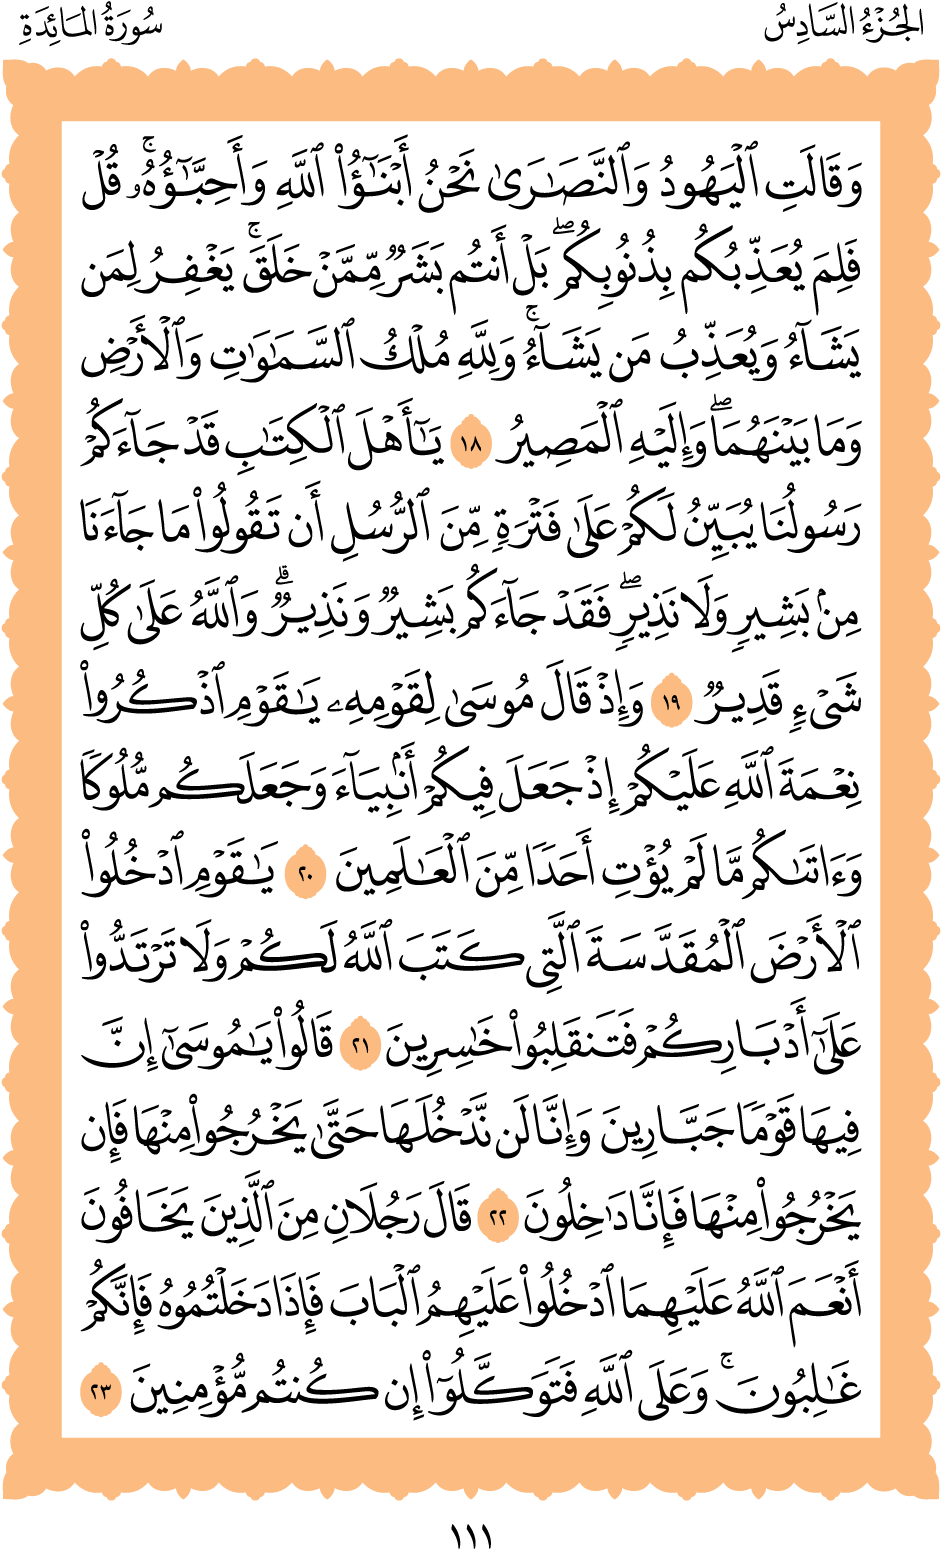 الجُزْءُ السَّادِسُ
سُورَةُ المَائِدَةِ
وَقَالَتِ ٱلْيَهُودُ وَٱلنَّصَٰرَىٰ نَحْنُ أَبْنَٰٓؤُا۟ ٱللَّهِ وَأَحِبَّٰٓؤُهُۥ ۚ قُلْ
فَلِمَ يُعَذِّبُكُم بِذُنُوبِكُم ۖ بَلْ أَنتُم بَشَرٌ مِّمَّنْ خَلَقَ ۚ يَغْفِرُ لِمَن
يَشَآءُ وَيُعَذِّبُ مَن يَشَآءُ ۚ وَلِلَّهِ مُلْكُ ٱلسَّمَٰوَٰتِ وَٱلْأَرْضِ
وَمَا بَيْنَهُمَا ۖ وَإِلَيْهِ ٱلْمَصِيرُ ١٨ يَٰٓأَهْلَ ٱلْكِتَٰبِ قَدْ جَآءَكُمْ
رَسُولُنَا يُبَيِّنُ لَكُمْ عَلَىٰ فَتْرَةٍ مِّنَ ٱلرُّسُلِ أَن تَقُولُوا۟ مَا جَآءَنَا
مِنۢ بَشِيرٍ وَلَا نَذِيرٍ ۖ فَقَدْ جَآءَكُم بَشِيرٌ وَنَذِيرٌ ۗ وَٱللَّهُ عَلَىٰ كُلِّ
شَىْءٍ قَدِيرٌ ١٩ وَإِذْ قَالَ مُوسَىٰ لِقَوْمِهِۦ يَٰقَوْمِ ٱذْكُرُوا۟
نِعْمَةَ ٱللَّهِ عَلَيْكُمْ إِذْ جَعَلَ فِيكُمْ أَنۢبِيَآءَ وَجَعَلَكُم مُّلُوكًا
وَءَاتَىٰكُم مَّا لَمْ يُؤْتِ أَحَدًا مِّنَ ٱلْعَٰلَمِينَ ٢٠ يَٰقَوْمِ ٱدْخُلُوا۟
ٱلْأَرْضَ ٱلْمُقَدَّسَةَ ٱلَّتِى كَتَبَ ٱللَّهُ لَكُمْ وَلَا تَرْتَدُّوا۟
عَلَىٰٓ أَدْبَارِكُمْ فَتَنقَلِبُوا۟ خَٰسِرِينَ ٢١ قَالُوا۟ يَٰمُوسَىٰٓ إِنَّ
فِيهَا قَوْمًا جَبَّارِينَ وَإِنَّا لَن نَّدْخُلَهَا حَتَّىٰ يَخْرُجُوا۟ مِنْهَا فَإِن
يَخْرُجُوا۟ مِنْهَا فَإِنَّا دَٰخِلُونَ ٢٢ قَالَ رَجُلَانِ مِنَ ٱلَّذِينَ يَخَافُونَ
أَنْعَمَ ٱللَّهُ عَلَيْهِمَا ٱدْخُلُوا۟ عَلَيْهِمُ ٱلْبَابَ فَإِذَا دَخَلْتُمُوهُ فَإِنَّكُمْ
غَٰلِبُونَ ۚ وَعَلَى ٱللَّهِ فَتَوَكَّلُوٓا۟ إِن كُنتُم مُّؤْمِنِينَ ٢٣
١١١